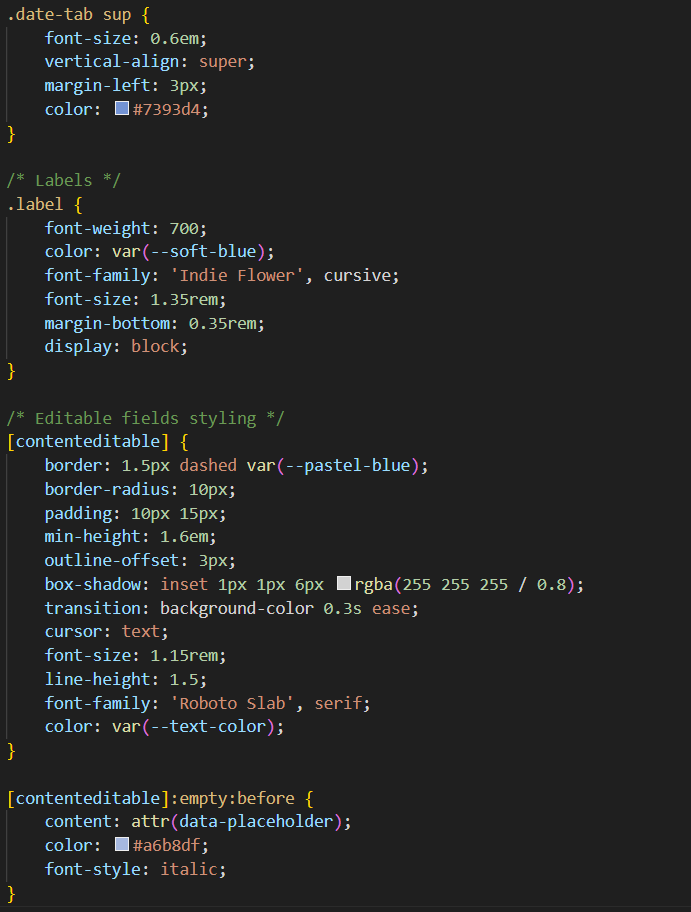 .date-tab sup {
    font-size: 0.6em;
    vertical-align: super;
    margin-left: 3px;
    color: #7393d4;
}

/* Labels */
.label {
    font-weight: 700;
    color: var(--soft-blue);
    font-family: 'Indie Flower', cursive;
    font-size: 1.35rem;
    margin-bottom: 0.35rem;
    display: block;
}

/* Editable fields styling */
[contenteditable] {
    border: 1.5px dashed var(--pastel-blue);
    border-radius: 10px;
    padding: 10px 15px;
    min-height: 1.6em;
    outline-offset: 3px;
    box-shadow: inset 1px 1px 6px rgba(255 255 255 / 0.8);
    transition: background-color 0.3s ease;
    cursor: text;
    font-size: 1.15rem;
    line-height: 1.5;
    font-family: 'Roboto Slab', serif;
    color: var(--text-color);
}

[contenteditable]:empty:before {
    content: attr(data-placeholder);
    color: #a6b8df;
    font-style: italic;
}